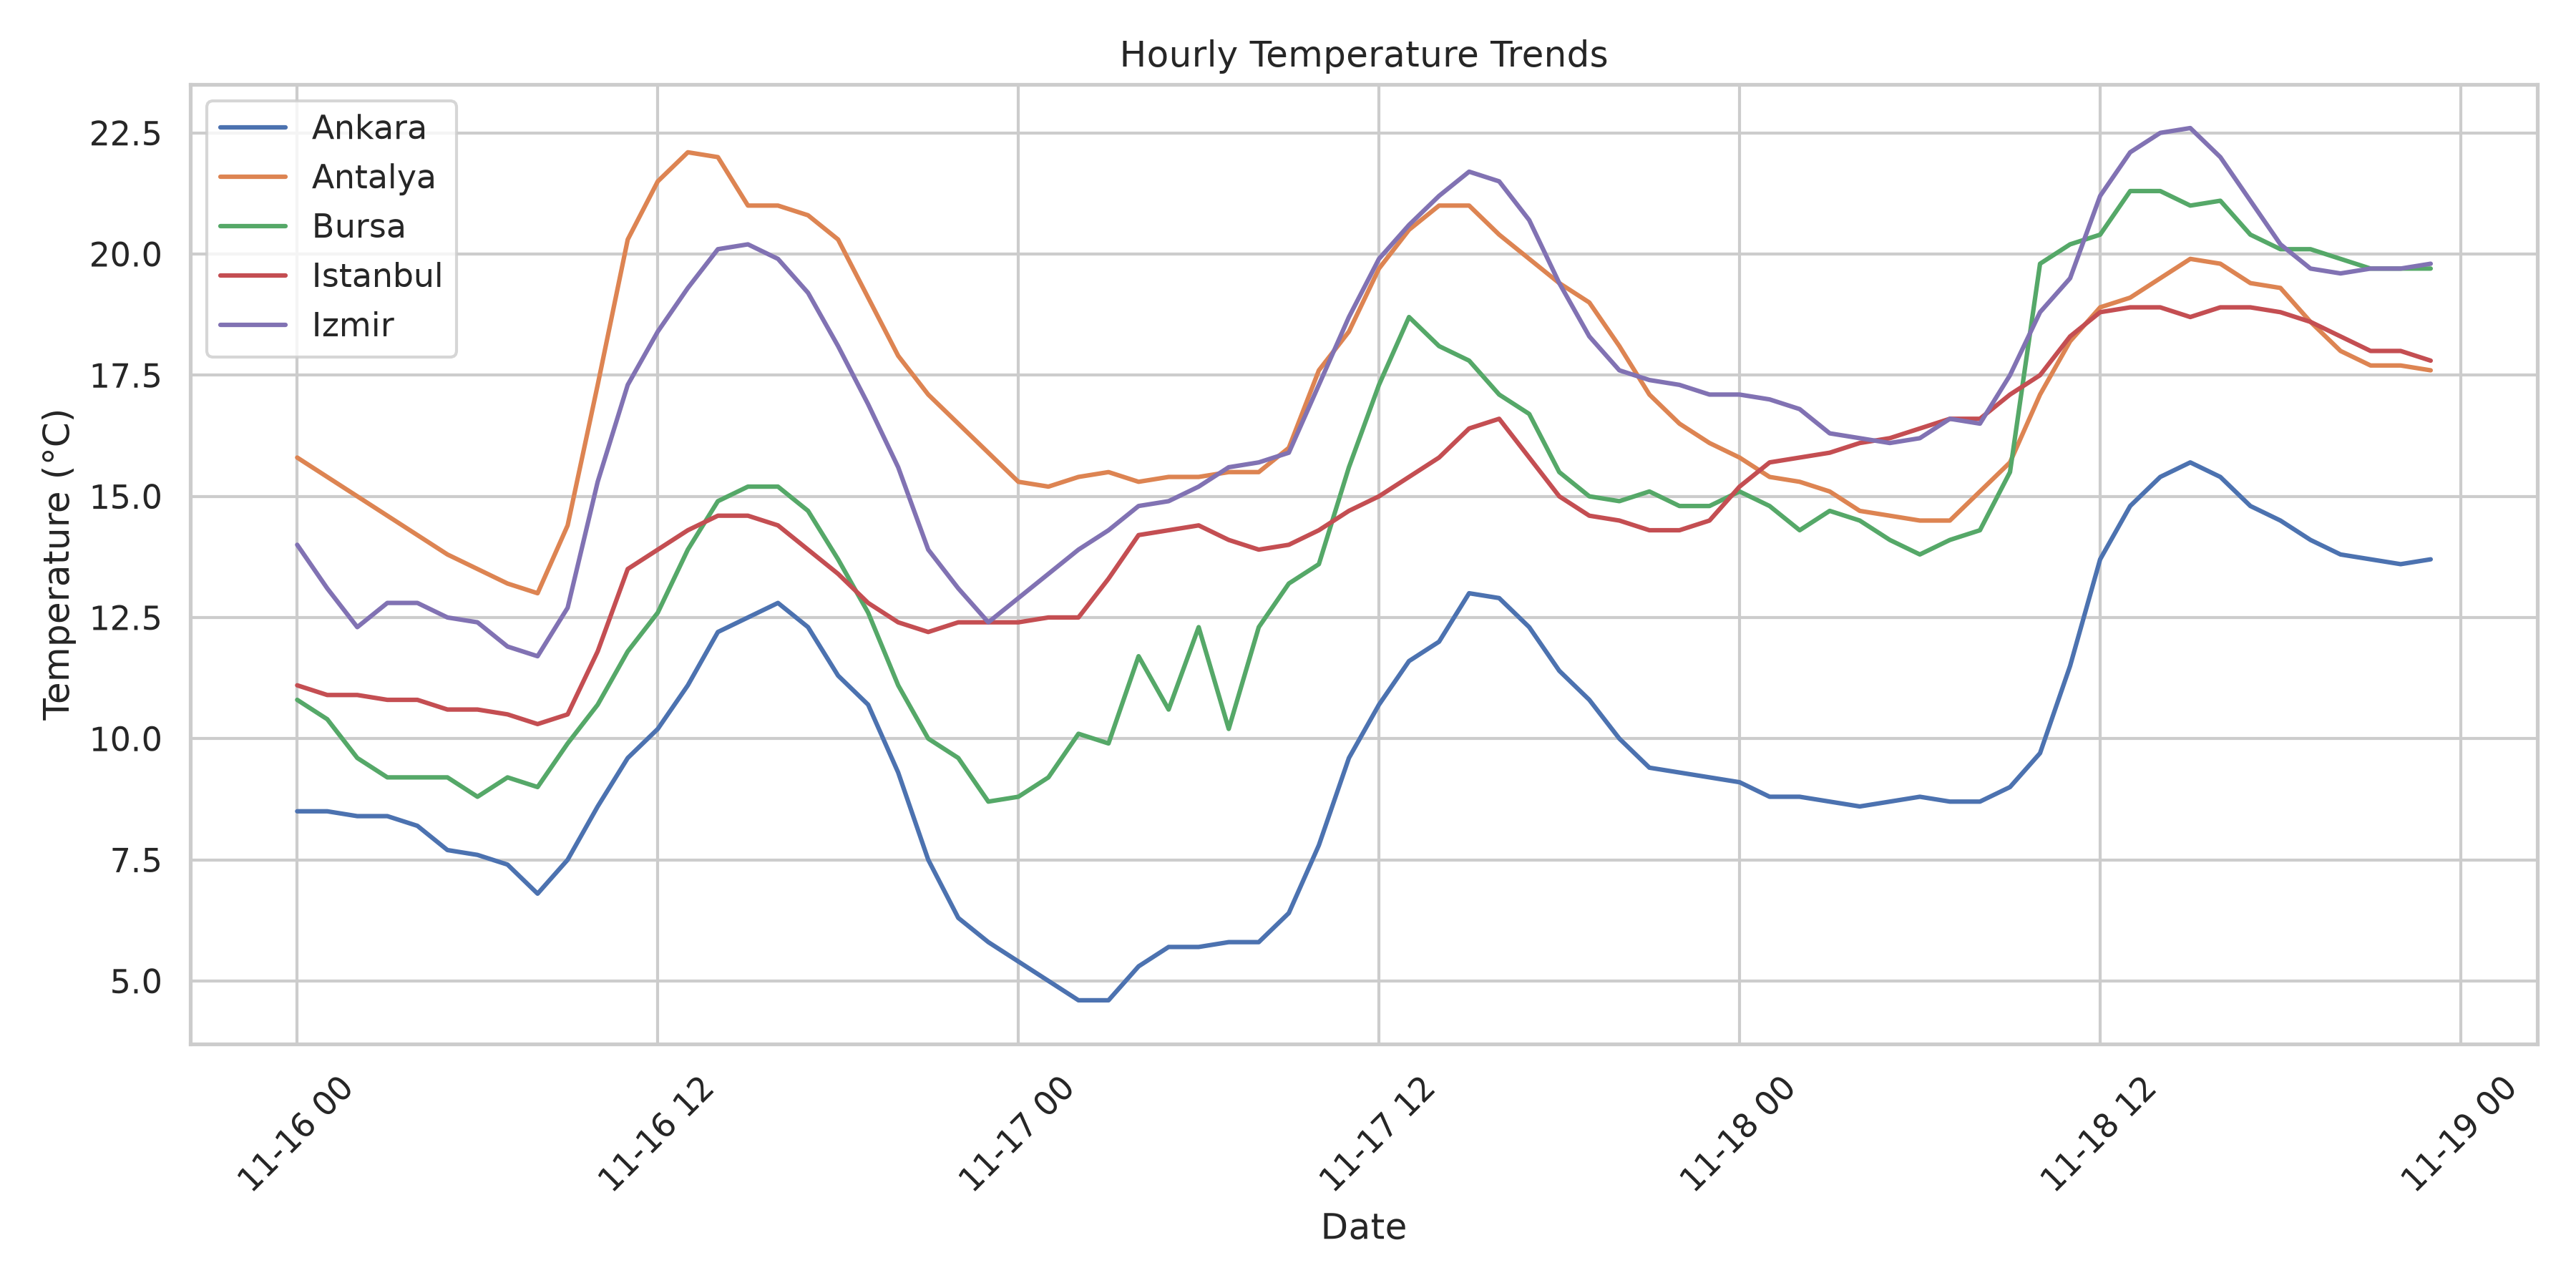 Hourly Temperature Trends
Ankara
Antalya
Bursa
Istanbul
Izmir
Temperature (°C)
22.5
20.0
17.5
15.0
12.5
10.0
7.5
5.0
11-16 00
11-16 12
11-17 00
11-17 12
11-18 00
11-18 12
11-19 00
Date